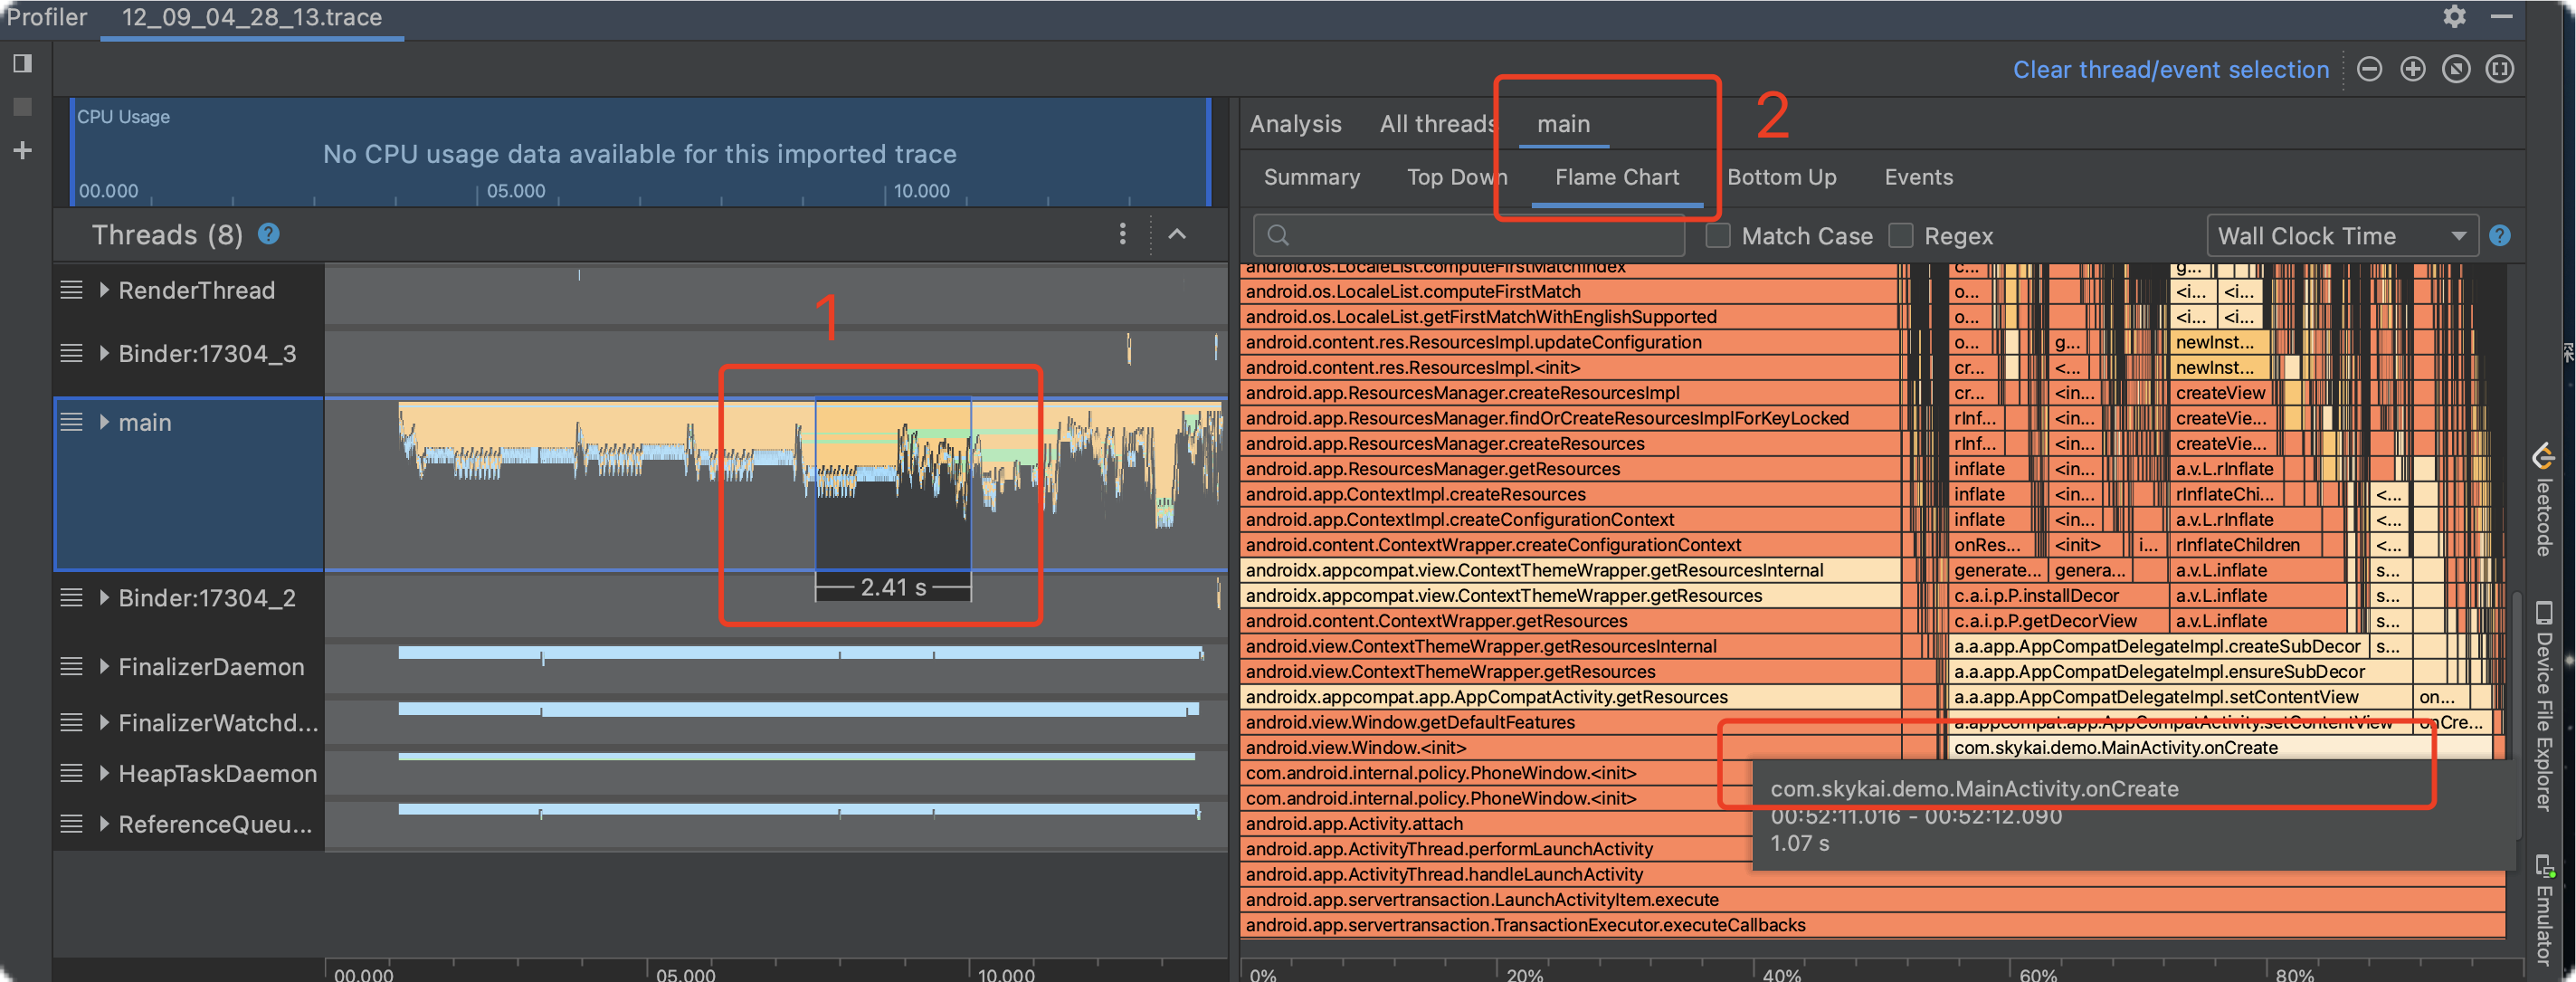 Profiler 12_09_04_28_13.trace
Clear thread/event selection
CPU Usage
No CPU usage data available for this imported trace
00.000 05.000 10.000
Threads (8)
RenderThread
Binder:17304_3
main
Binder:17304_2
FinalizerDaemon
FinalizerWatchd...
HeapTaskDaemon
ReferenceQueu...
1
2.41 s
00.000 05.000 10.000
Analysis All threads main
2
Summary Top Down Flame Chart Bottom Up Events
Match Case Regex Wall Clock Time
android.os.LocaleList.computeFirstMatchIndex c... g...
android.os.LocaleList.computeFirstMatch o... <i... <i...
android.os.LocaleList.getFirstMatchWithEnglishSupported o... <i... <i...
android.content.res.ResourcesImpl.updateConfiguration o... g... newInst...
android.content.res.ResourcesImpl.<init> cr... <... newInst...
android.app.ResourcesManager.createResourcesImpl cr... <in... createView
android.app.ResourcesManager.findOrCreateResourcesImplForKeyLocked rInf... <in... createVie...
android.app.ResourcesManager.createResources rInf... <in... createVie...
android.app.ResourcesManager.getResources inflate <in... a.v.L.rInflate
android.app.ContextImpl.createResources inflate <in... rInflateChi... <...
android.app.ContextImpl.createConfigurationContext inflate <in... a.v.L.rInflate <...
android.content.ContextWrapper.createConfigurationContext onRes... <init> i... rInflateChildren <...
androidx.appcompat.view.ContextThemeWrapper.getResourcesInternal generate... genera... a.v.L.inflate s...
androidx.appcompat.view.ContextThemeWrapper.getResources c.a.i.p.P.installDecor a.v.L.inflate s...
android.content.ContextWrapper.getResources c.a.i.p.P.getDecorView a.v.L.inflate s...
android.view.ContextThemeWrapper.getResourcesInternal a.a.app.AppCompatDelegateImpl.createSubDecor s...
android.view.ContextThemeWrapper.getResources a.a.app.AppCompatDelegateImpl.ensureSubDecor
androidx.appcompat.app.AppCompatActivity.getResources a.a.app.AppCompatDelegateImpl.setContentView on...
android.view.Window.getDefaultFeatures a.appcompat.app.AppCompatActivity.setContentView onCre...
android.view.Window.<init> com.skykai.demo.MainActivity.onCreate
com.android.internal.policy.PhoneWindow.<init>
com.android.internal.policy.PhoneWindow.<init>
android.app.Activity.attach
android.app.ActivityThread.performLaunchActivity
android.app.ActivityThread.handleLaunchActivity
android.app.servertransaction.LaunchActivityItem.execute
android.app.servertransaction.TransactionExecutor.executeCallbacks
com.skykai.demo.MainActivity.onCreate
00:52:11.016 - 00:52:12.090
1.07 s
0% 20% 40% 60% 80%
leetcode
Device File Explorer
Emulator